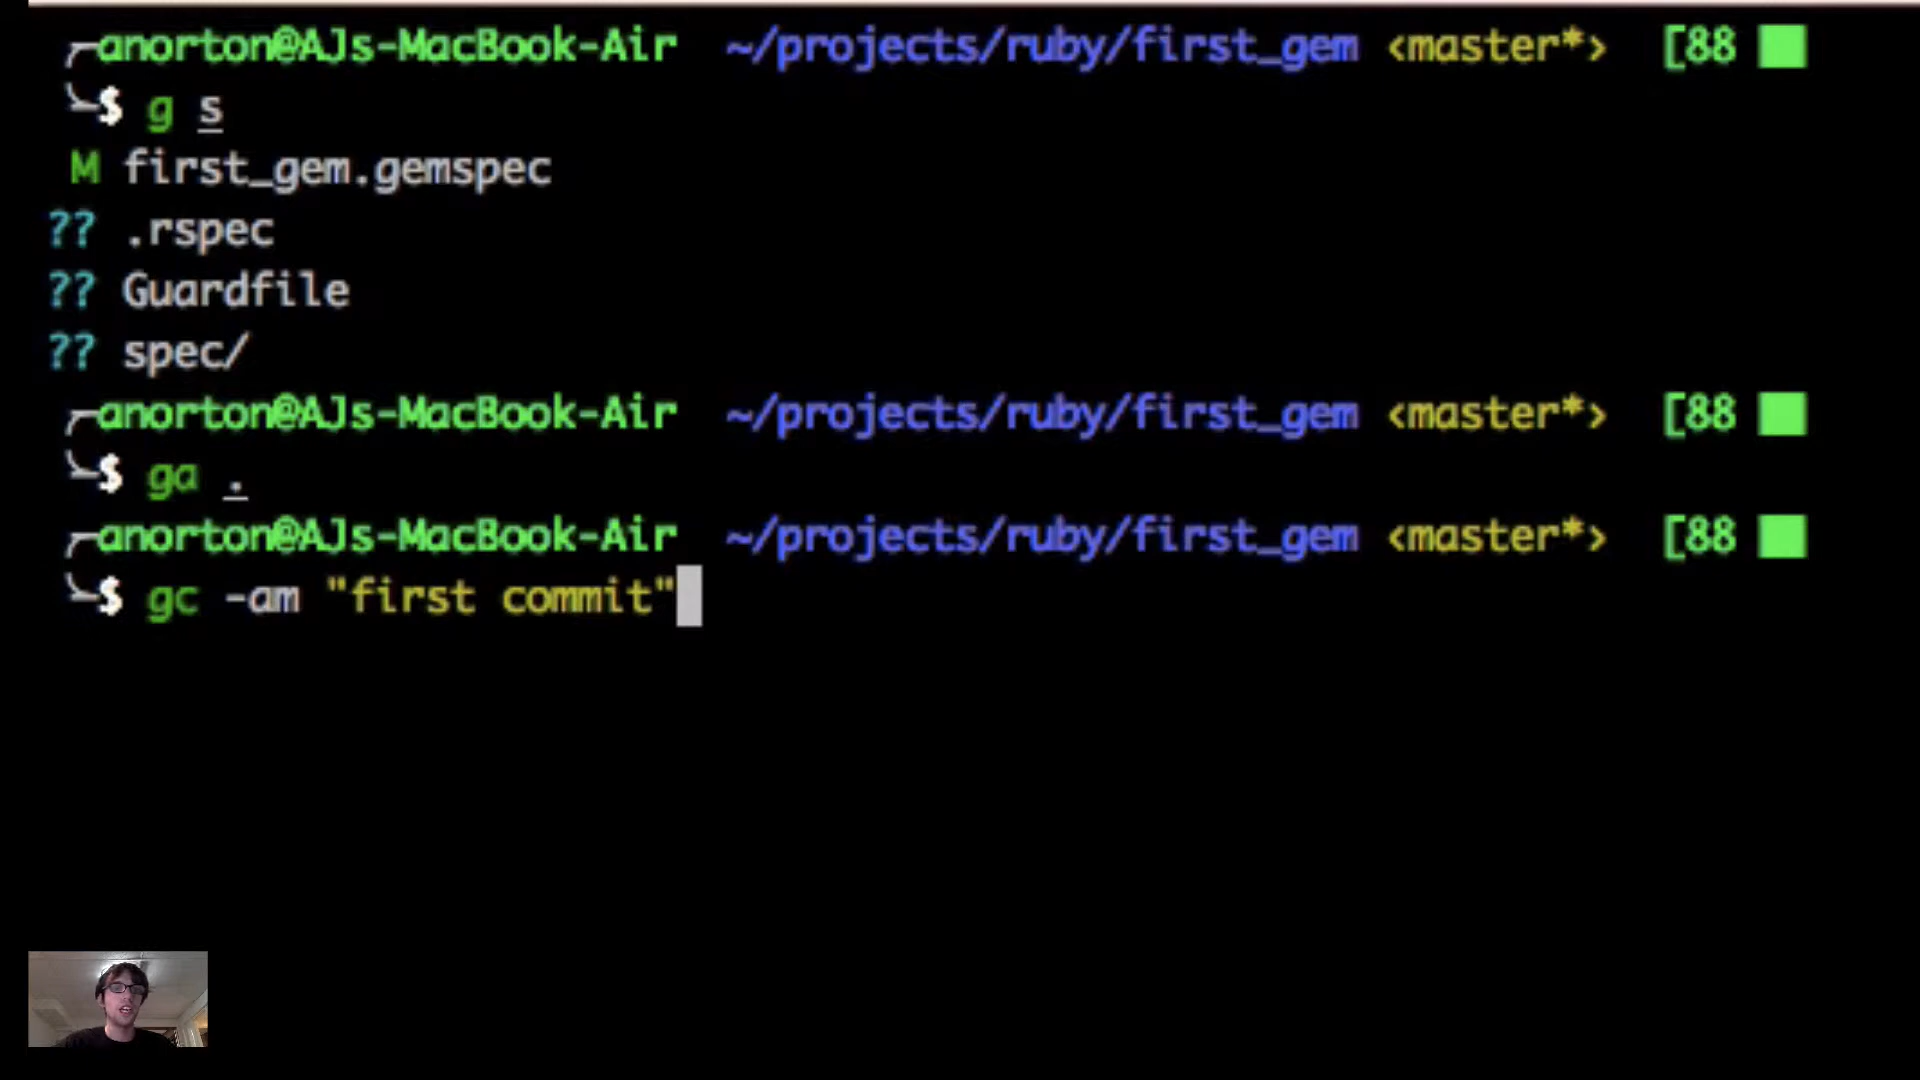 anorton@AJs-MacBook-Air ~/projects/ruby/first_gem <master*> [88
$ g s
M first_gem.gemspec
?? .rspec
?? Guardfile
?? spec/
anorton@AJs-MacBook-Air ~/projects/ruby/first_gem <master*> [88
$ ga .
anorton@AJs-MacBook-Air ~/projects/ruby/first_gem <master*> [88
$ gc -am "first commit"